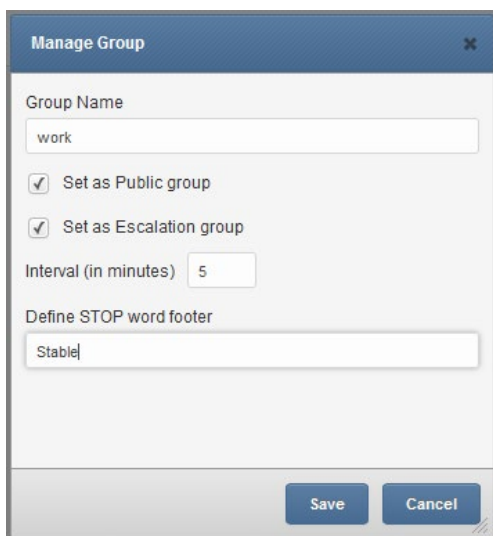 Manage Group
Group Name
work
Set as Public group
Set as Escalation group
Interval (in minutes) 5
Define STOP word footer
Stable
Save Cancel